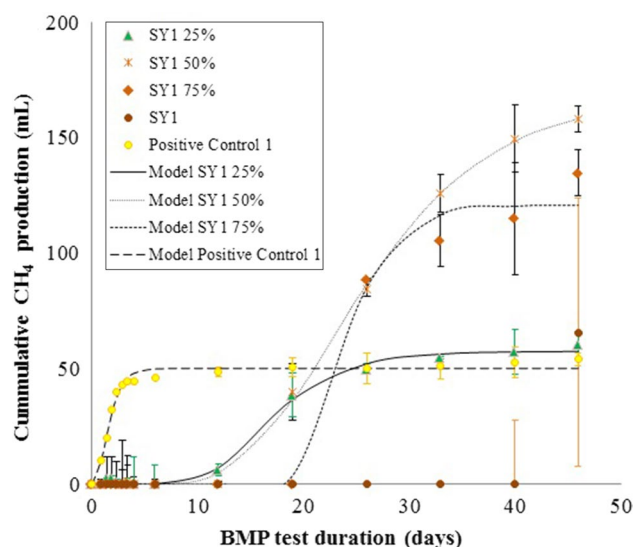 200
150
100
50
0
Cummulative CH4 production (mL)
SY1 25%
SY1 50%
SY1 75%
SY1
Positive Control 1
Model SY1 25%
Model SY1 50%
Model SY1 75%
Model Positive Control 1
0 10 20 30 40 50
BMP test duration (days)